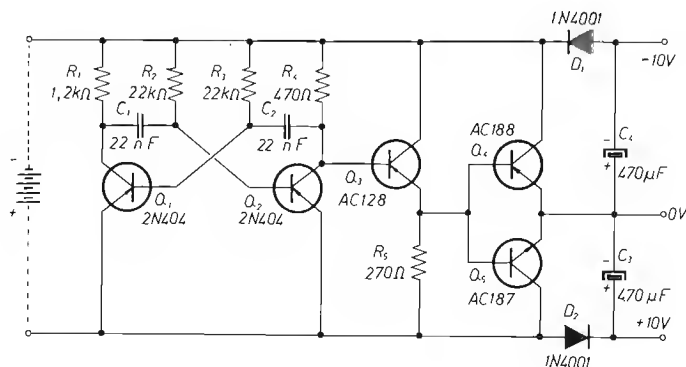 1N4001
D₁
-10V
R₁
1,2kΩ
R₂
22kΩ
R₃
22kΩ
R₄
470Ω
C₁
22 nF
C₂
22 nF
Q₁
2N404
Q₂
2N404
Q₃
AC128
AC188
Q₄
-
C₄
+
470µF
-
+
0V
R₅
270Ω
Q₅
AC187
-
C₃
+
470µF
D₂
1N4001
+10V